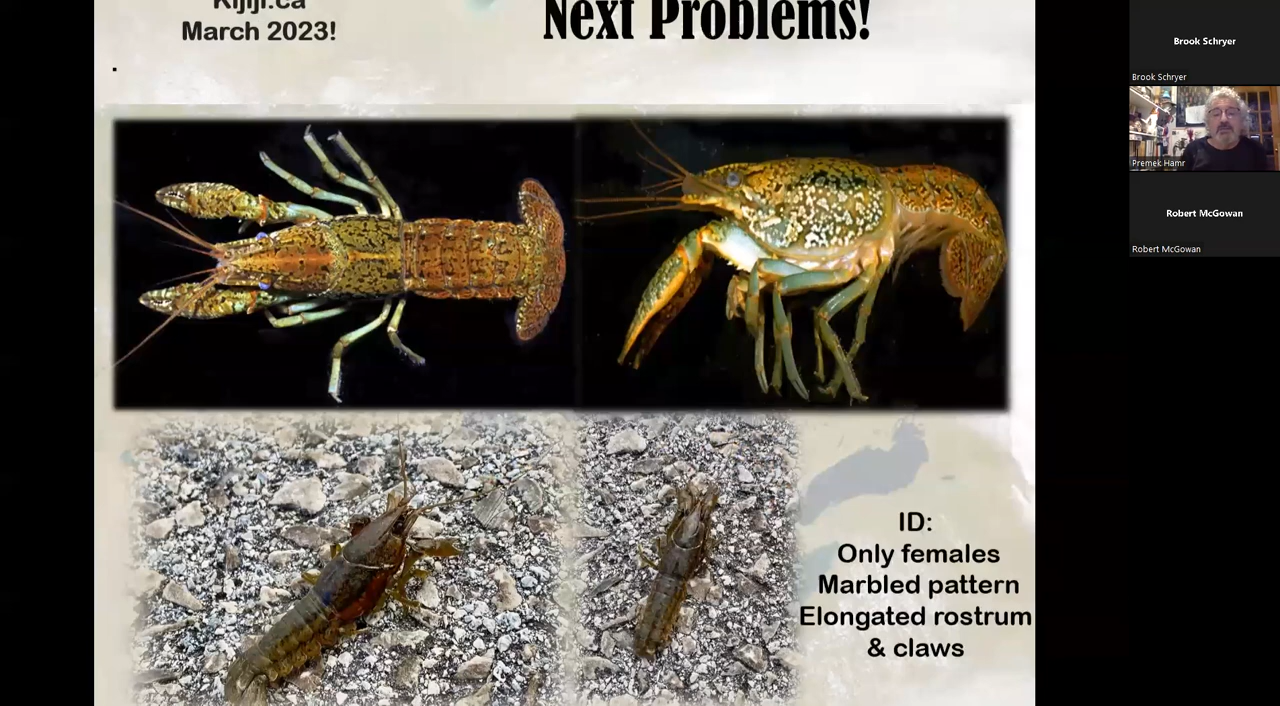 Kijiji.ca
March 2023!
Next Problems!
ID:
Only females
Marbled pattern
Elongated rostrum
& claws
Brook Schryer
Brook Schryer
Premek Hamr
Robert McGowan
Robert McGowan